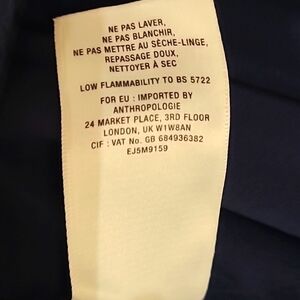 NE PAS LAVER,
NE PAS BLANCHIR,
NE PAS METTRE AU SÈCHE-LINGE,
REPASSAGE DOUX,
NETTOYER À SEC
LOW FLAMMABILITY TO BS 5722
FOR EU : IMPORTED BY
ANTHROPOLOGIE
24 MARKET PLACE, 3RD FLOOR
LONDON, UK W1W8AN
CIF : VAT No. GB 684936382
EJ5M9159